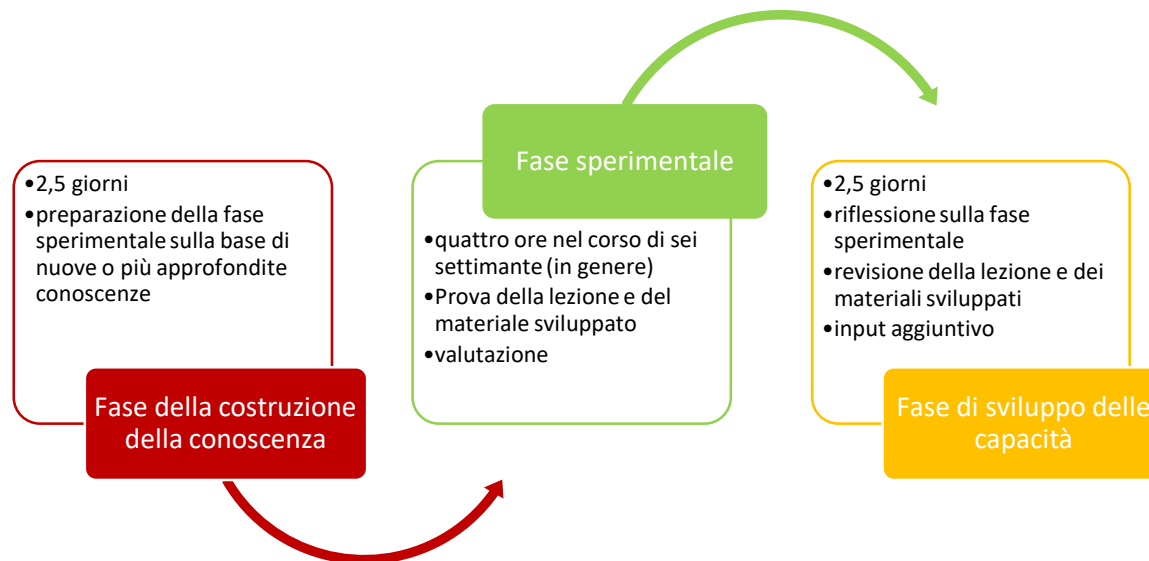 •2,5 giorni
•preparazione della fase
sperimentale sulla base di
nuove o più approfondite
conoscenze
Fase della costruzione
della conoscenza
Fase sperimentale
•quattro ore nel corso di sei
settimante (in genere)
•Prova della lezione e del
materiale sviluppato
•valutazione
•2,5 giorni
•riflessione sulla fase
sperimentale
•revisione della lezione e dei
materiali sviluppati
•input aggiuntivo
Fase di sviluppo delle
capacità